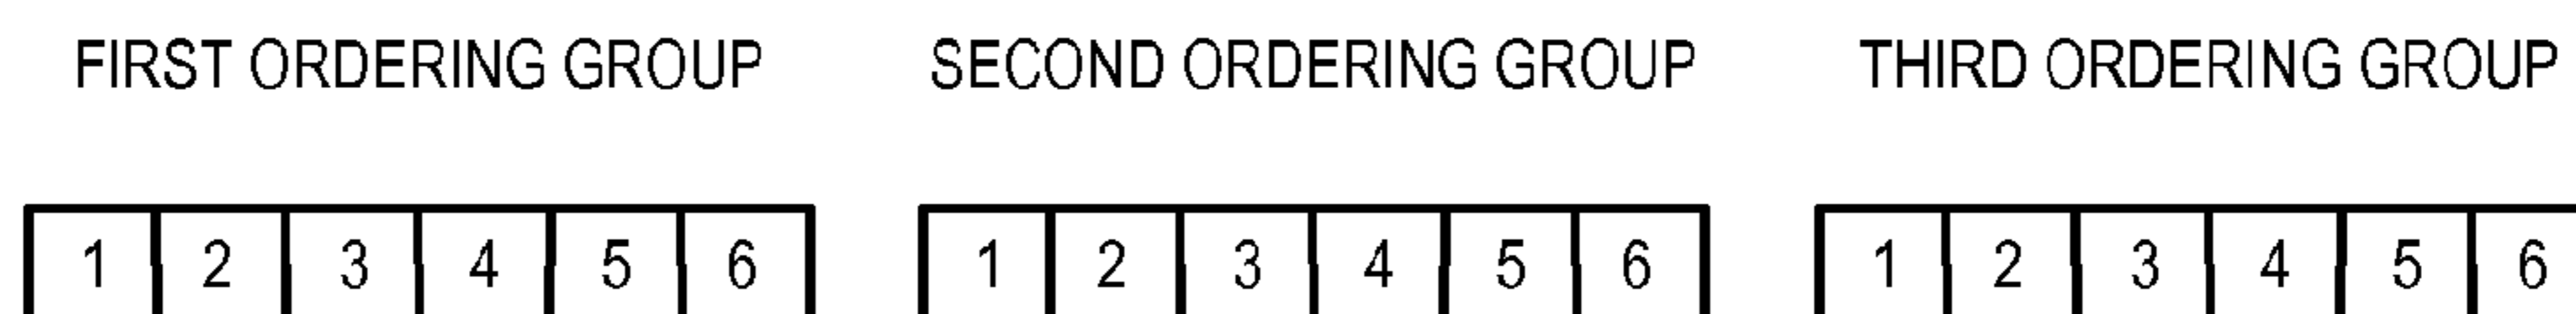 FIRST ORDERING GROUP SECOND ORDERING GROUP THIRD ORDERING GROUP
1 2 3 4 5 6 1 2 3 4 5 6 1 2 3 4 5 6